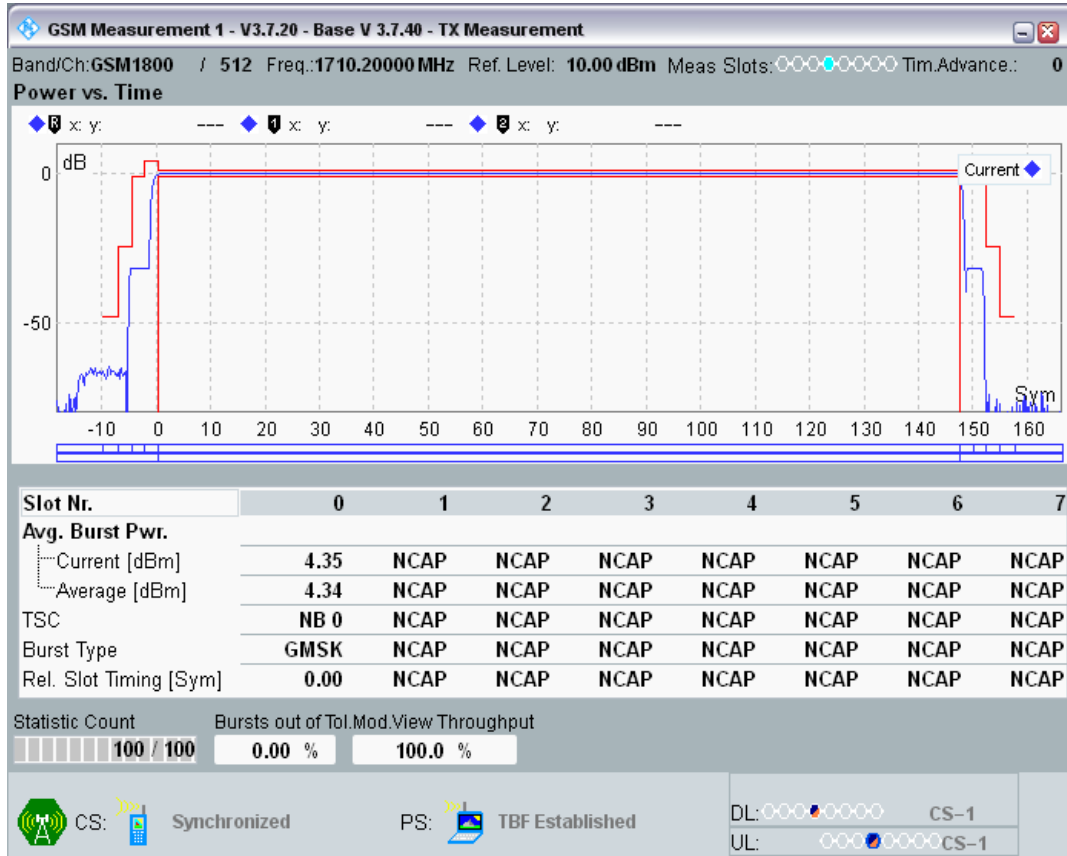 GSM Measurement 1 - V3.7.20 - Base V 3.7.40 - TX Measurement
Band/Ch:GSM1800 / 512 Freq.:1710.20000 MHz Ref. Level: 10.00 dBm Meas Slots: Tim.Advance.: 0
Power vs. Time
R x: y: --- 1 x: y: --- 2 x: y: ---
dB
Current
0
-50
Sym
-10 0 10 20 30 40 50 60 70 80 90 100 110 120 130 140 150 160
Slot Nr. 0 1 2 3 4 5 6 7
Avg. Burst Pwr.
Current [dBm] 4.35 NCAP NCAP NCAP NCAP NCAP NCAP NCAP
Average [dBm] 4.34 NCAP NCAP NCAP NCAP NCAP NCAP NCAP
TSC NB 0 NCAP NCAP NCAP NCAP NCAP NCAP NCAP
Burst Type GMSK NCAP NCAP NCAP NCAP NCAP NCAP NCAP
Rel. Slot Timing [Sym] 0.00 NCAP NCAP NCAP NCAP NCAP NCAP NCAP
Statistic Count Bursts out of Tol. Mod.View Throughput
100 / 100 0.00 % 100.0 %
CS: Synchronized PS: TBF Established
DL: CS-1
UL: CS-1